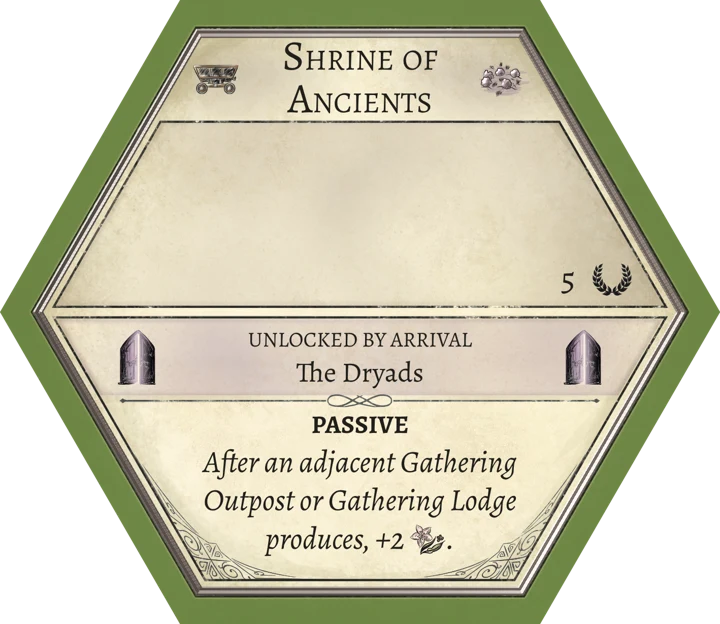 SHRINE OF
ANCIENTS
5
UNLOCKED BY ARRIVAL
The Dryads
PASSIVE
After an adjacent Gathering
Outpost or Gathering Lodge
produces, +2 .